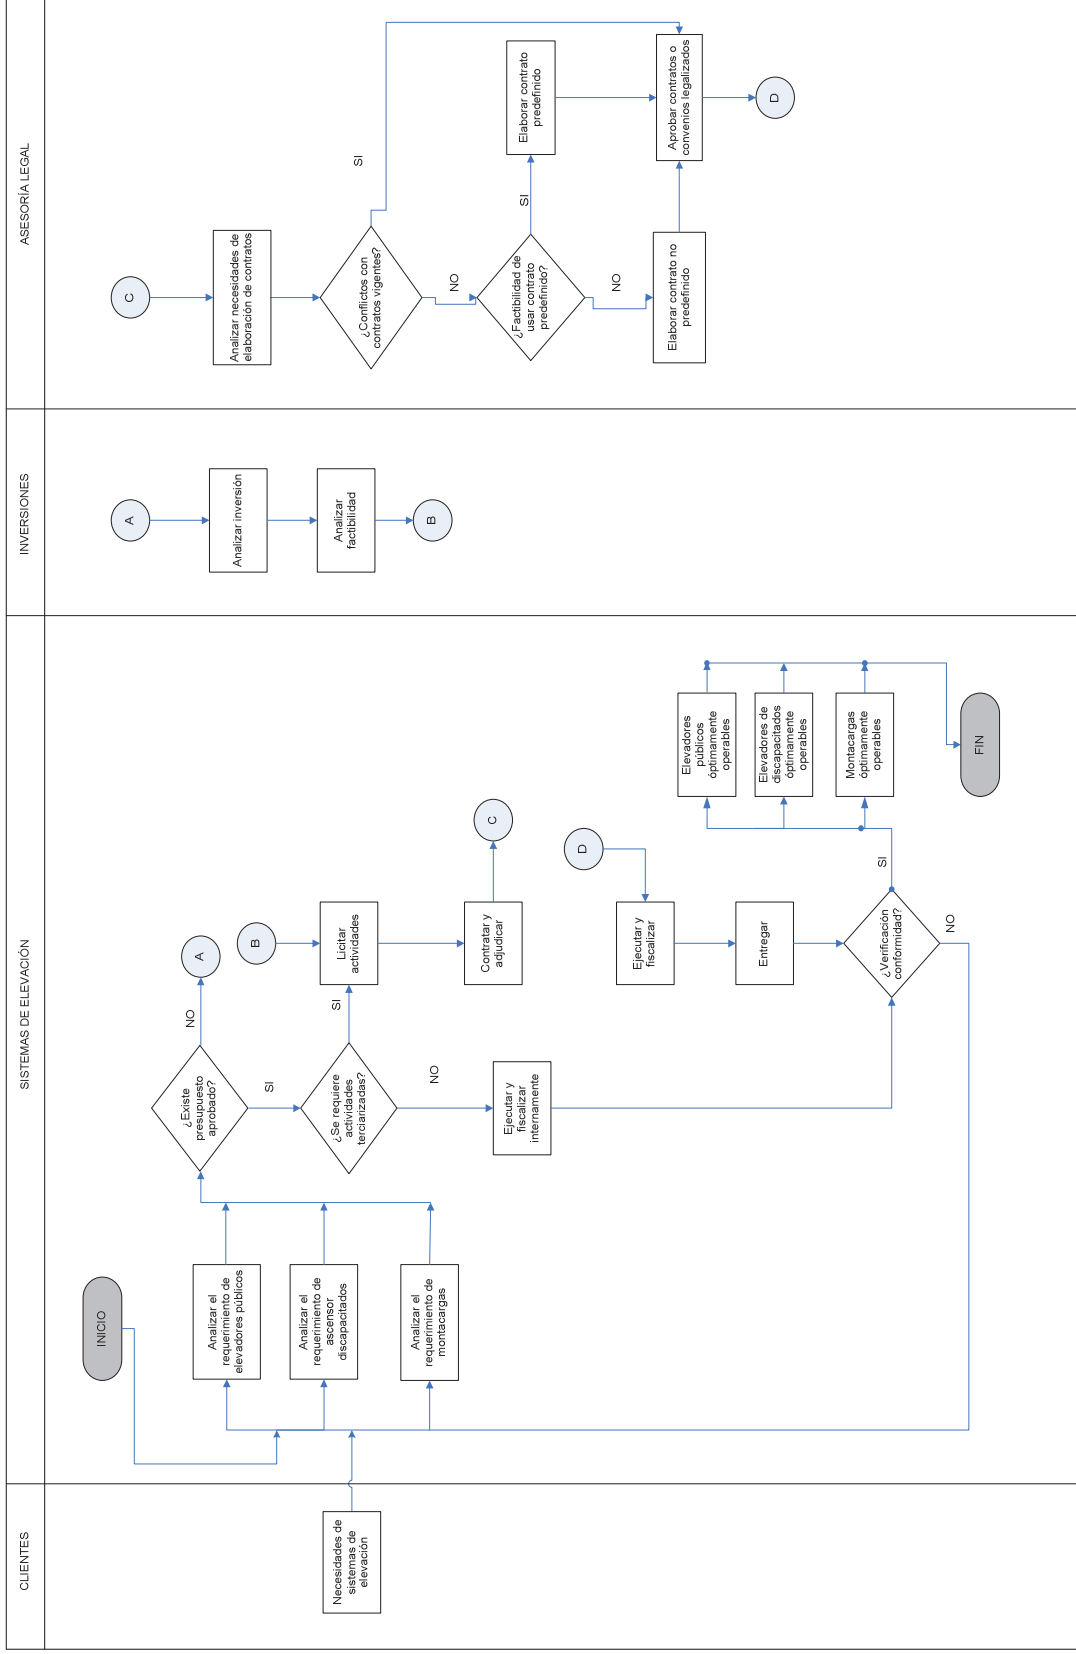 CLIENTES
SISTEMAS DE ELEVACIÓN
INVERSIONES
ASESORÍA LEGAL
Necesidades de
sistemas de
elevación
INICIO
Analizar el
requerimiento de
elevadores públicos
Analizar el
requerimiento de
ascensor
discapacitados
Analizar el
requerimiento de
montacargas
¿Existe
presupuesto
aprobado?
NO
A
SI
¿Se requiere
actividades
terciarizadas?
SI
NO
B
Licitar
actividades
Ejecutar y
fiscalizar
internamente
Contratar y
adjudicar
C
D
Ejecutar y
fiscalizar
Entregar
¿Verificación
conformidad?
SI
NO
Elevadores
públicos
óptimamente
operables
Elevadores de
discapacitados
óptimamente
operables
Montacargas
óptimamente
operables
FIN
A
Analizar inversión
Analizar
factibilidad
B
C
Analizar necesidades de
elaboración de contratos
¿Conflictos con
contratos vigentes?
SI
NO
¿Factibilidad de
usar contrato
predefinido?
SI
NO
Elaborar contrato
predefinido
Elaborar contrato no
predefinido
Aprobar contratos o
convenios legalizados
D